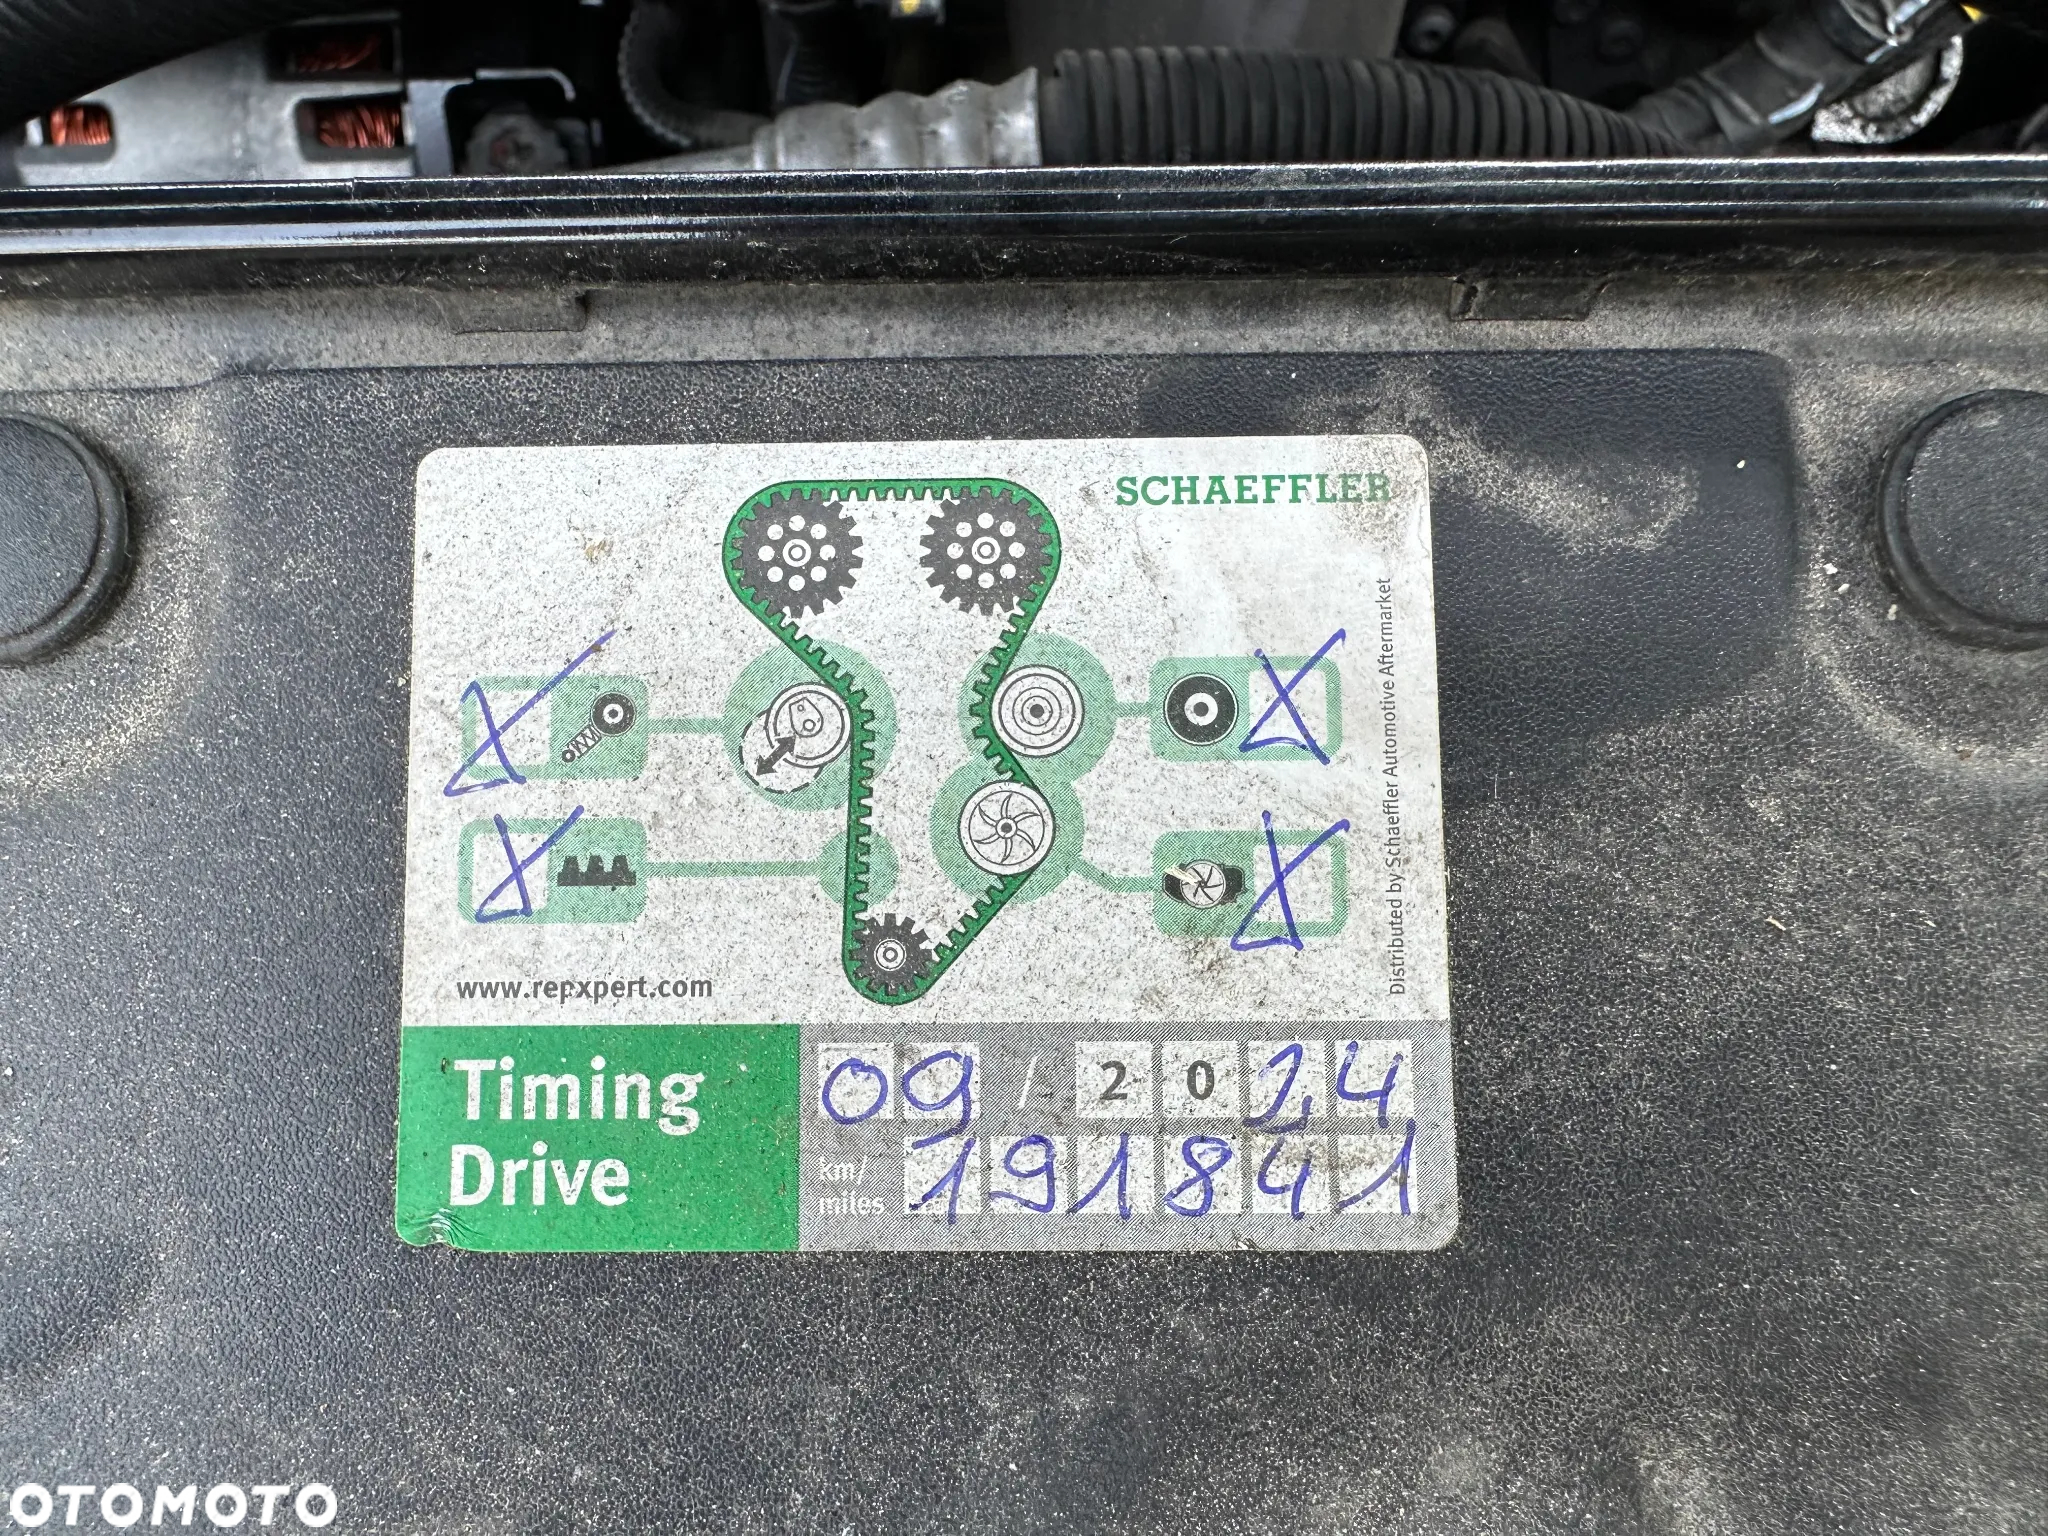 SCHAEFFLER
Distributed by Schaeffler Automotive Aftermarket
www.repxpert.com
Timing
Drive
09 / 2024
km/
miles
191841
OTOMOTO